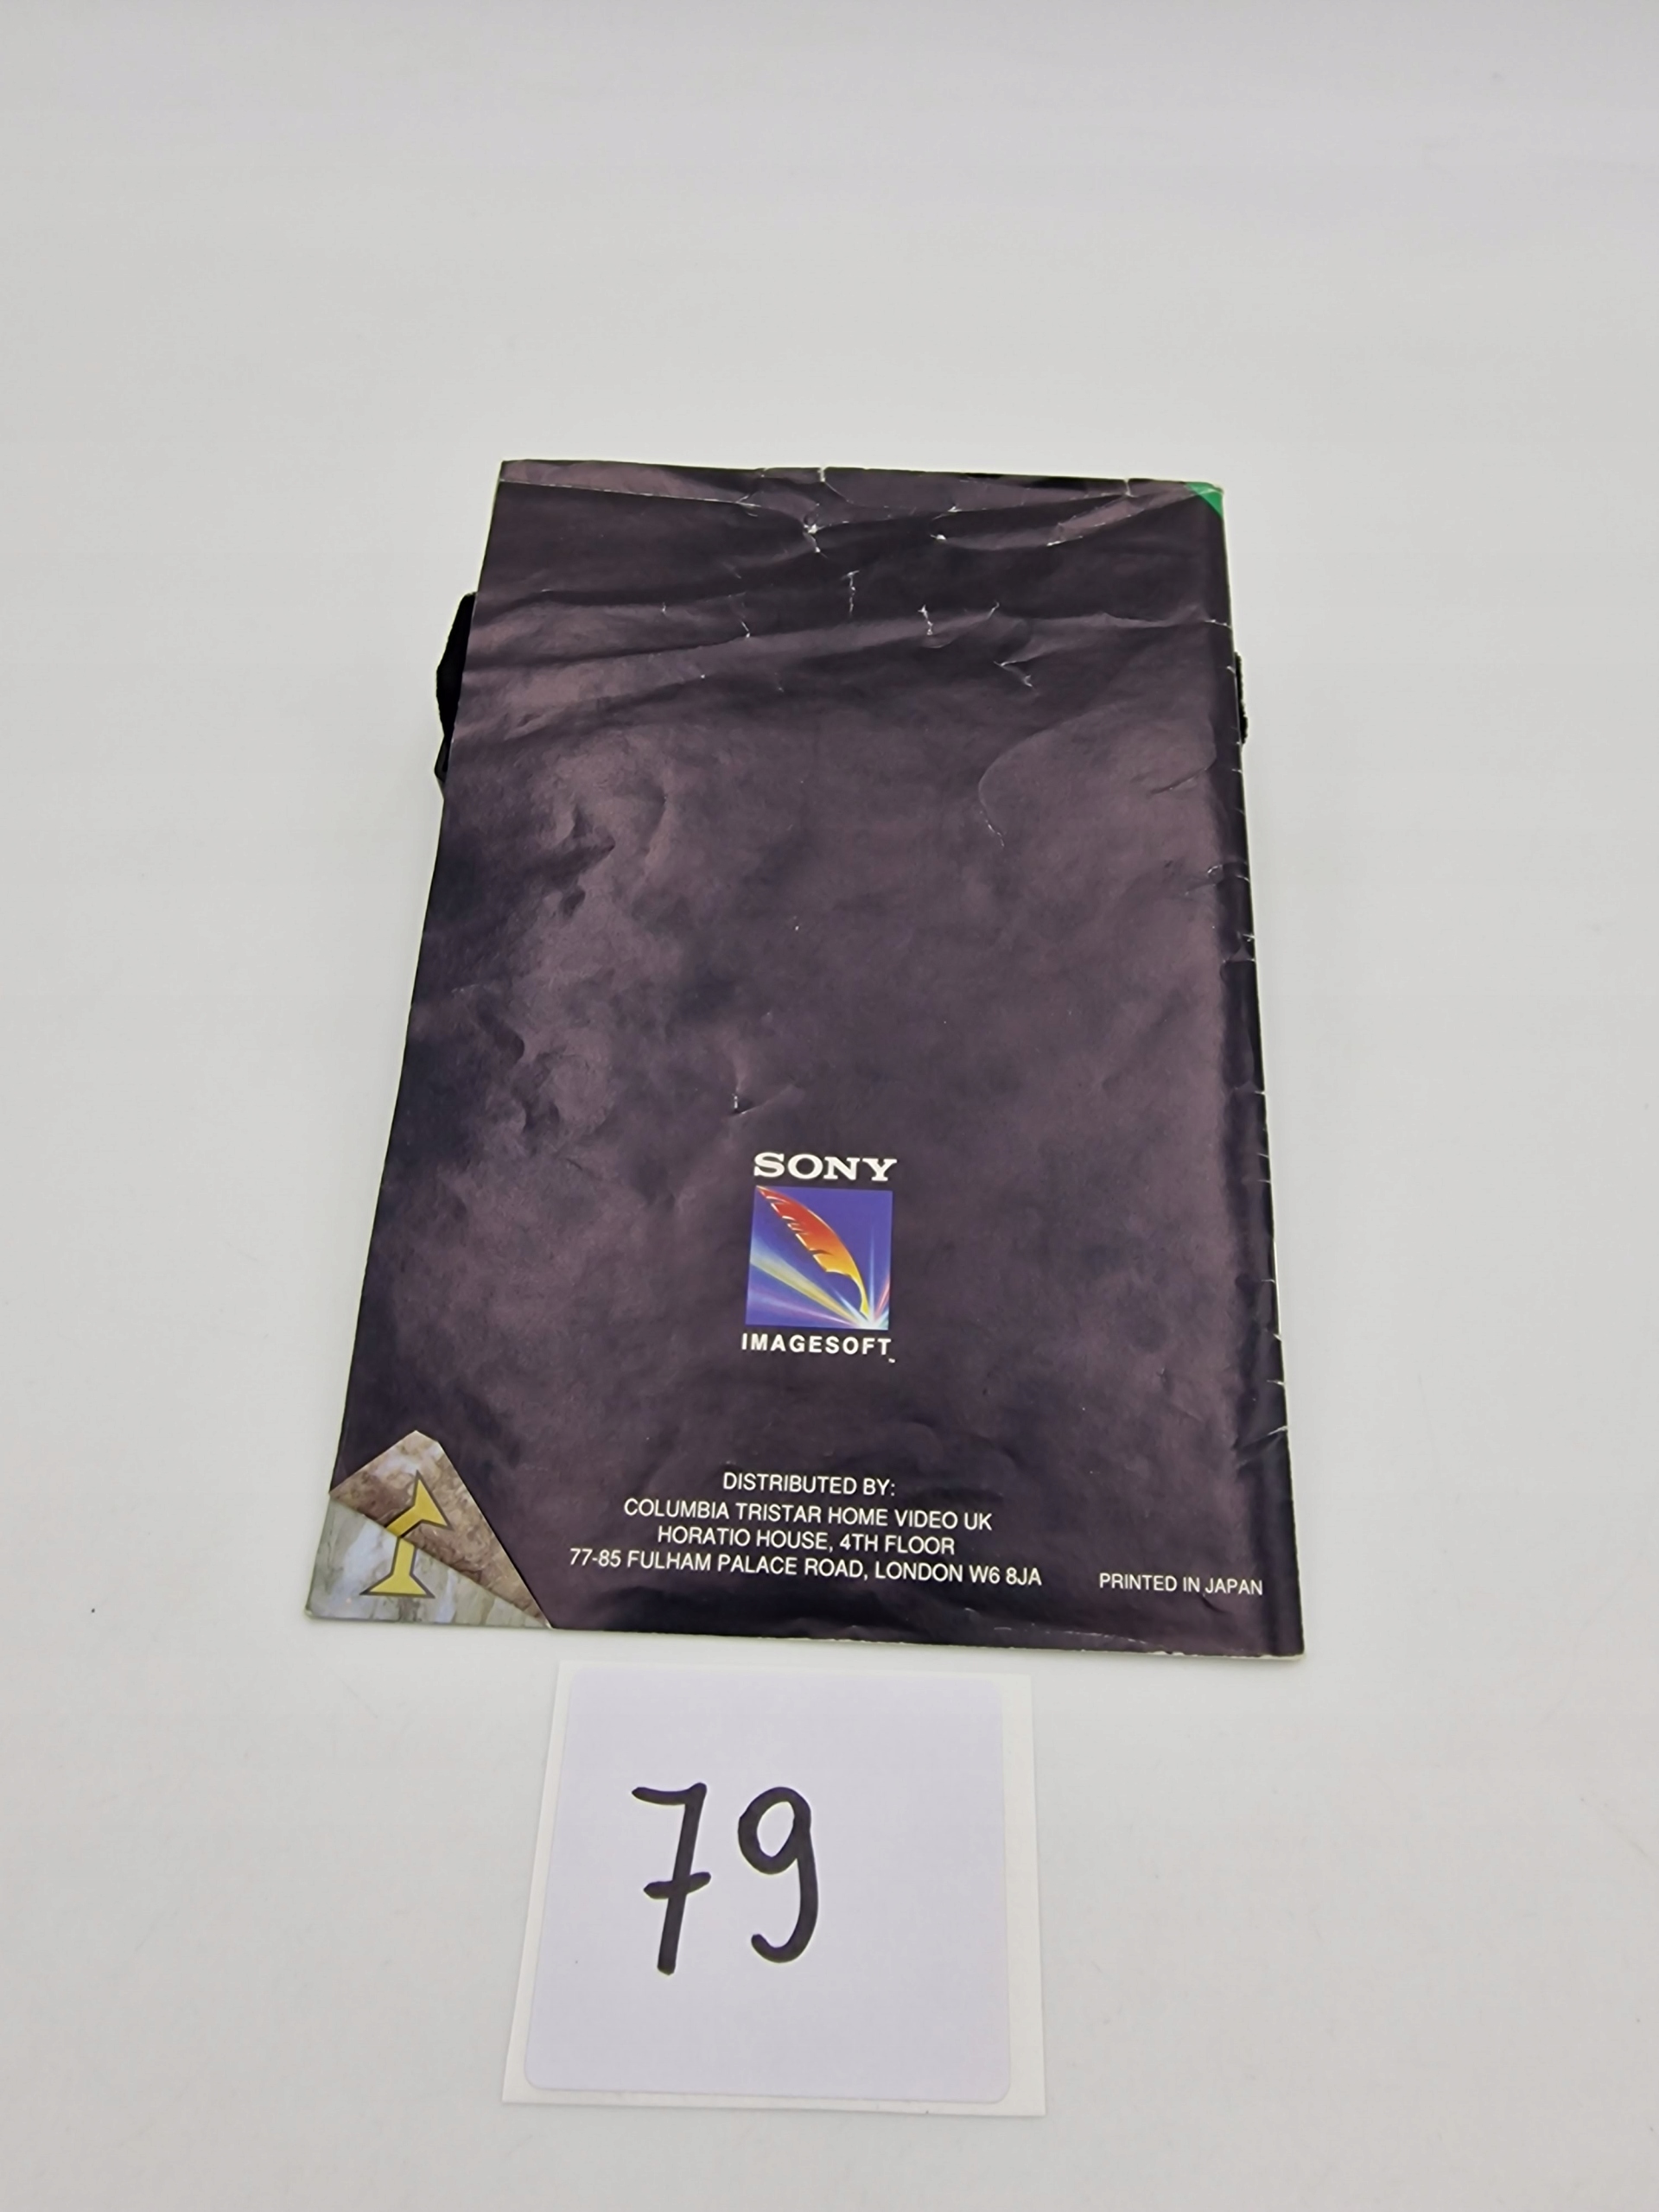 SONY
IMAGESOFT™
DISTRIBUTED BY:
COLUMBIA TRISTAR HOME VIDEO UK
HORATIO HOUSE, 4TH FLOOR
77-85 FULHAM PALACE ROAD, LONDON W6 8JA
PRINTED IN JAPAN
79